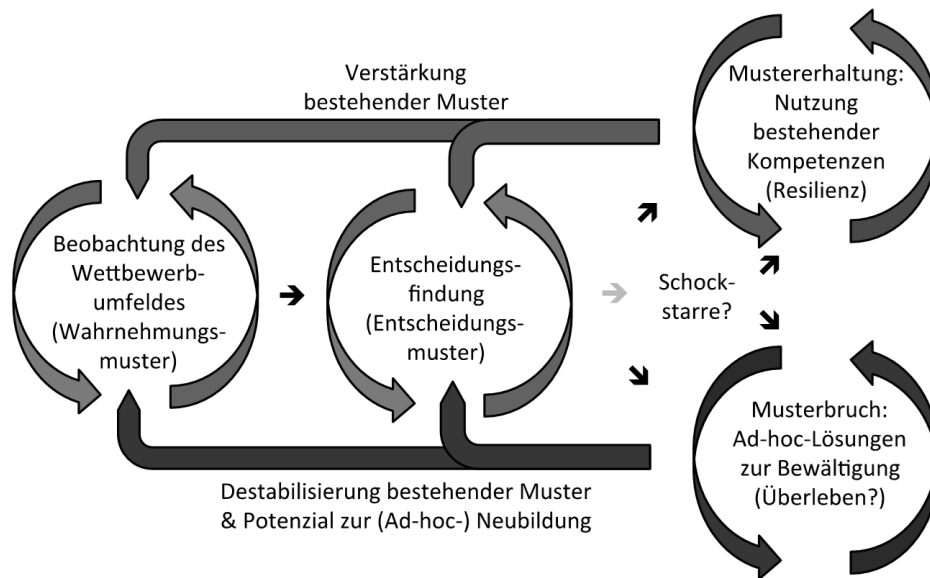 Verstärkung
bestehender Muster
Mustererhaltung:
Nutzung
bestehender
Kompetenzen
(Resilienz)
Beobachtung des
Wettbewerb-
umfeldes
(Wahrnehmungs-
muster)
Entscheidungs-
findung
(Entscheidungs-
muster)
Schock-
starre?
Musterbruch:
Ad-hoc-Lösungen
zur Bewältigung
(Überleben?)
Destabilisierung bestehender Muster
& Potenzial zur (Ad-hoc-) Neubildung